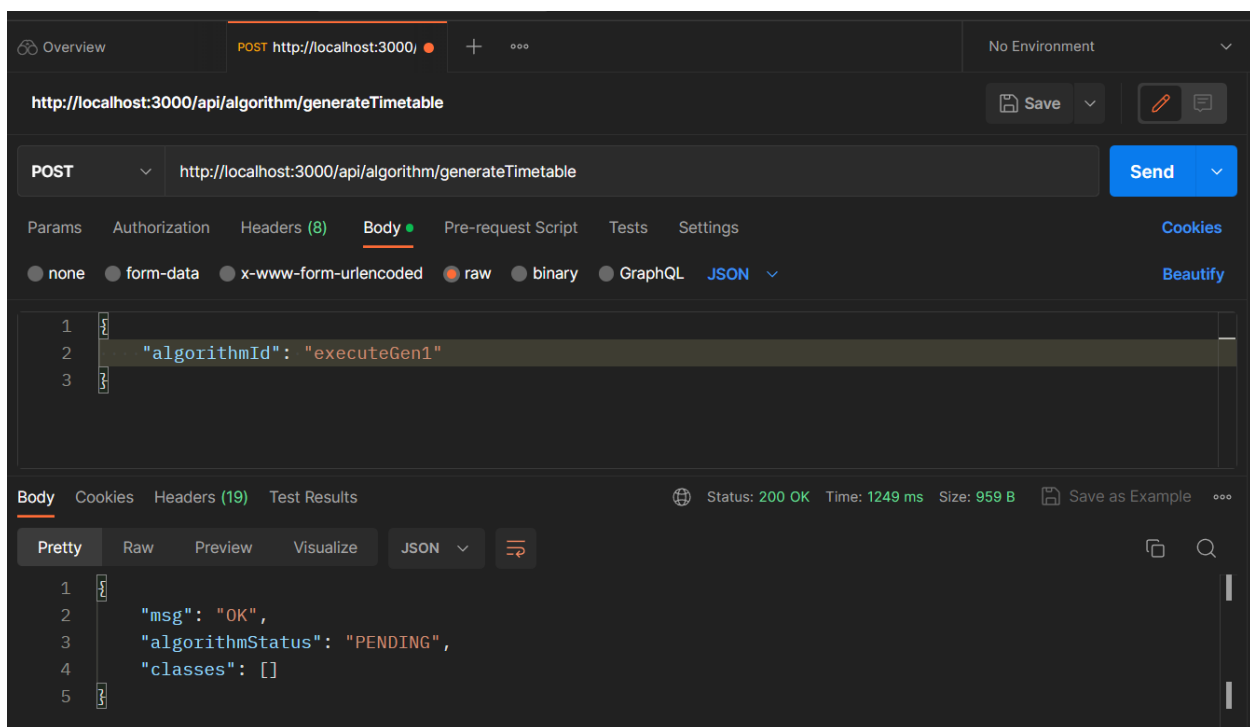 Overview POST http://localhost:3000/ No Environment
http://localhost:3000/api/algorithm/generateTimetable Save
POST http://localhost:3000/api/algorithm/generateTimetable Send
Params Authorization Headers (8) Body Pre-request Script Tests Settings Cookies
none form-data x-www-form-urlencoded raw binary GraphQL JSON Beautify
1 {
2 "algorithmId": "executeGen1"
3 }
Body Cookies Headers (19) Test Results Status: 200 OK Time: 1249 ms Size: 959 B Save as Example
Pretty Raw Preview Visualize JSON
1 {
2 "msg": "OK",
3 "algorithmStatus": "PENDING",
4 "classes": []
5 }